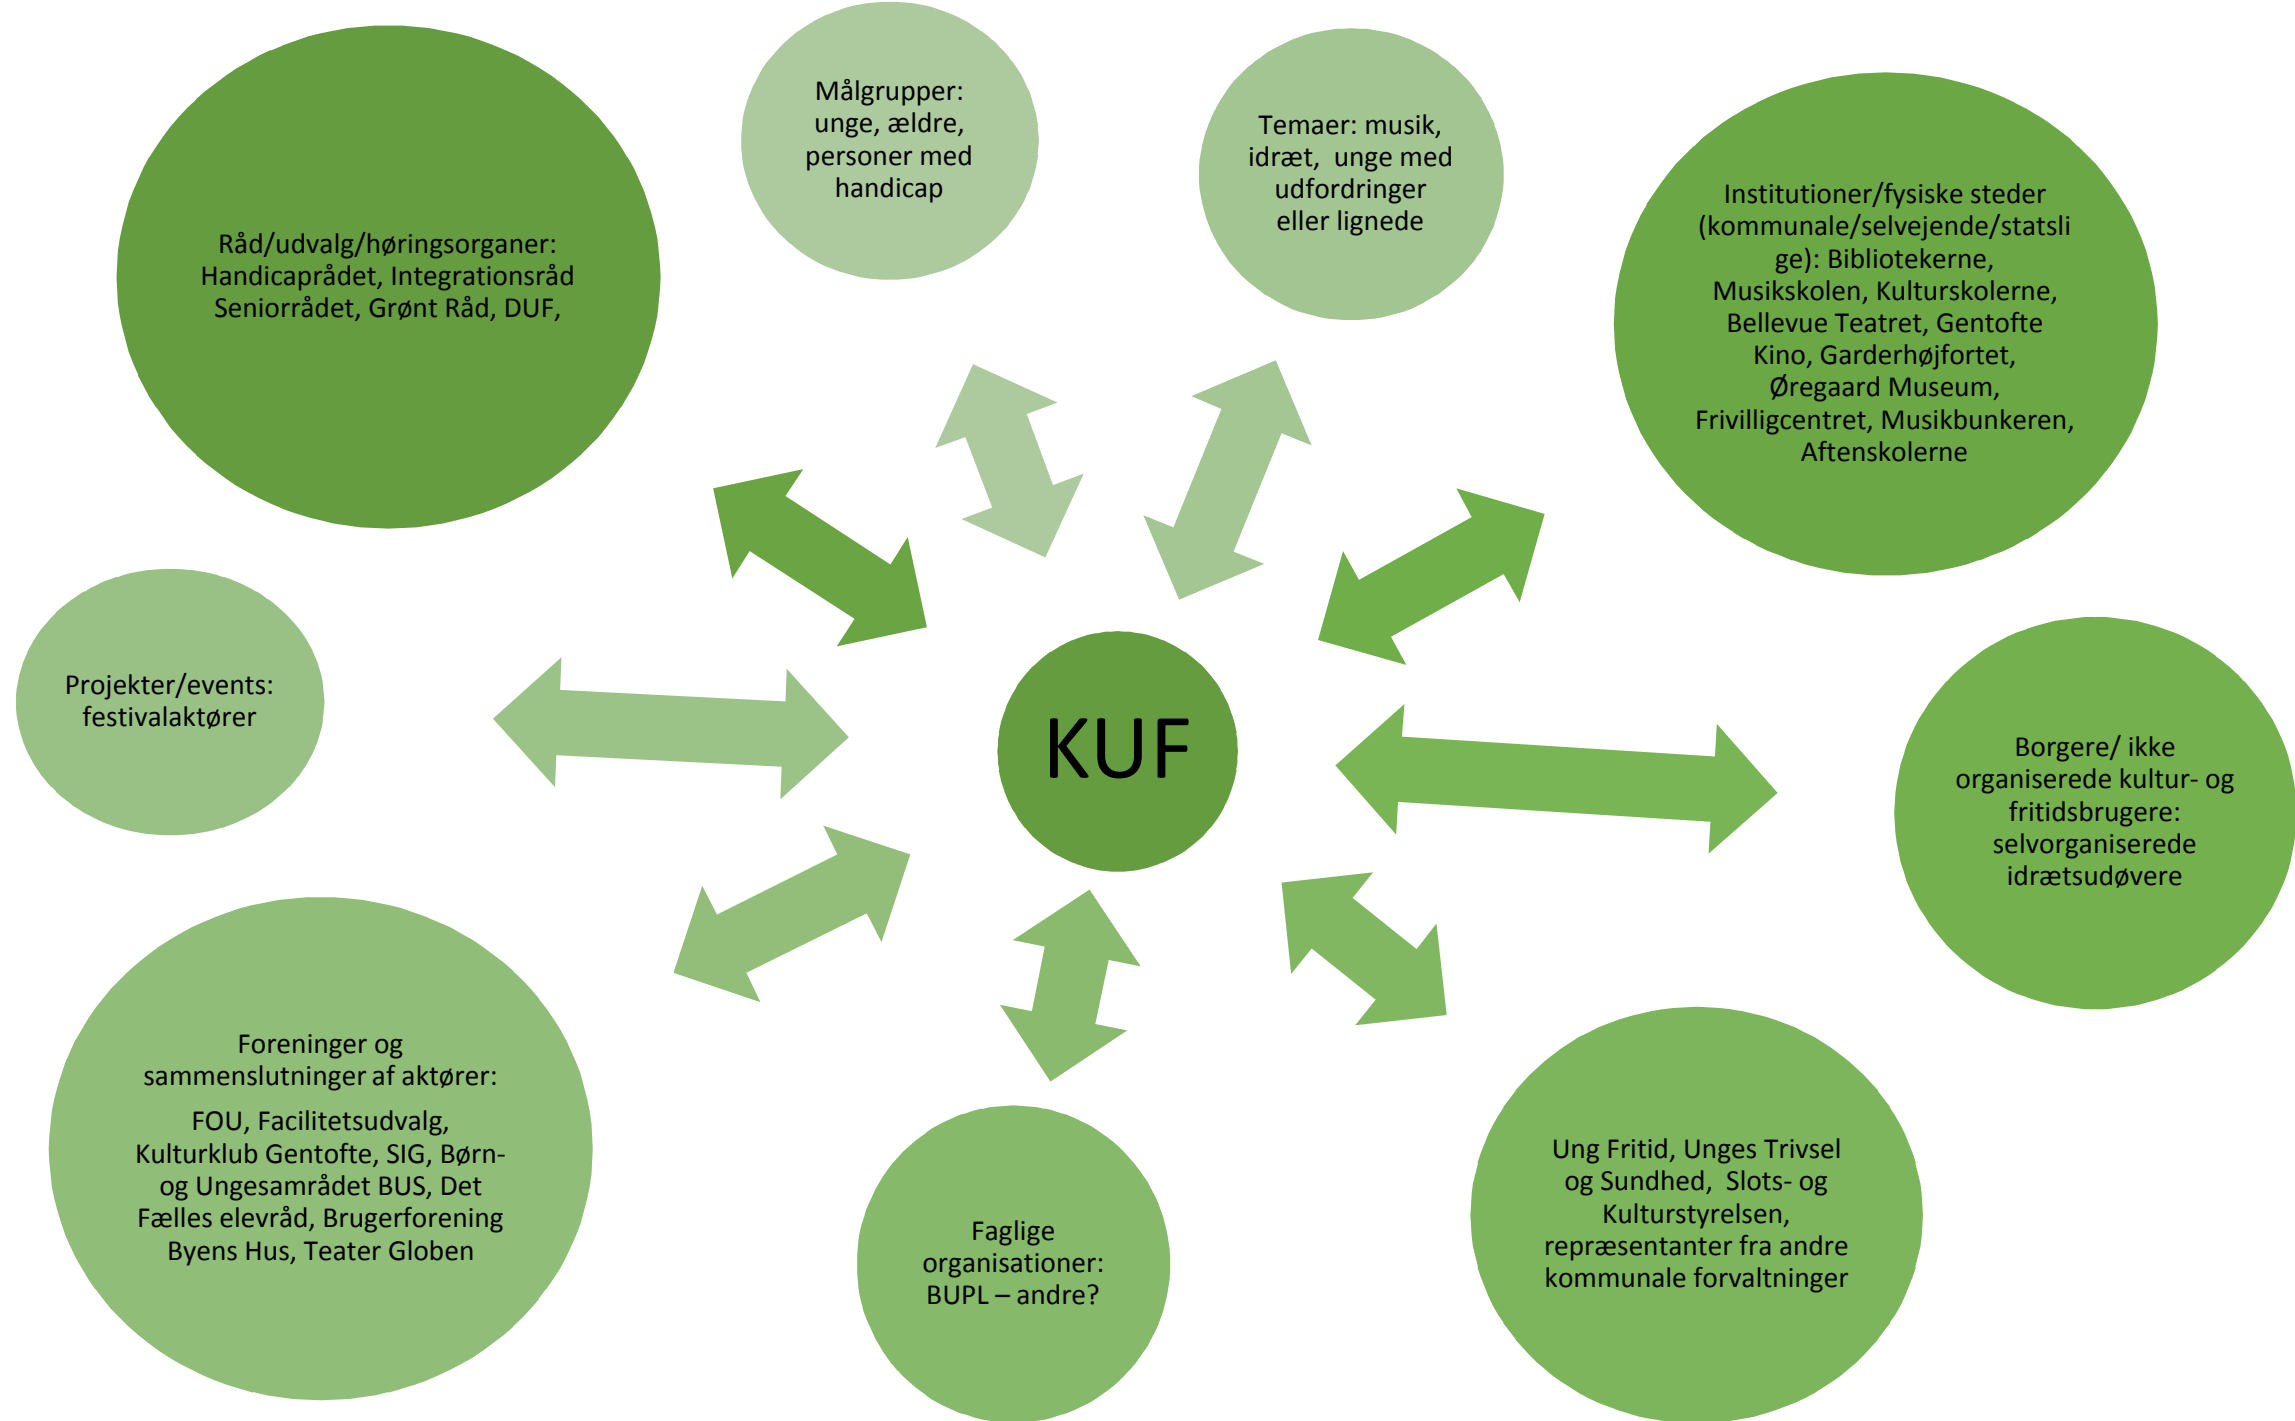 Målgrupper:
unge, ældre,
personer med
handicap
Temaer: musik,
idræt,  unge med
udfordringer
eller lignede
Råd/udvalg/høringsorganer:
Handicaprådet, Integrationsråd
Seniorrådet, Grønt Råd, DUF,
Institutioner/fysiske steder
(kommunale/selvejende/statsli
ge): Bibliotekerne,
Musikskolen, Kulturskolerne,
Bellevue Teatret, Gentofte
Kino, Garderhøjfortet,
Øregaard Museum,
Frivilligcentret, Musikbunkeren,
Aftenskolerne
Projekter/events:
festivalaktører
KUF
Borgere/ ikke
organiserede kultur- og
fritidsbrugere:
selvorganiserede
idrætsudøvere
Foreninger og
sammenslutninger af aktører:
FOU, Facilitetsudvalg,
Kulturklub Gentofte, SIG, Børn-
og Ungesamrådet BUS, Det
Fælles elevråd, Brugerforening
Byens Hus, Teater Globen
Faglige
organisationer:
BUPL – andre?
Ung Fritid, Unges Trivsel
og Sundhed,  Slots- og
Kulturstyrelsen,
repræsentanter fra andre
kommunale forvaltninger